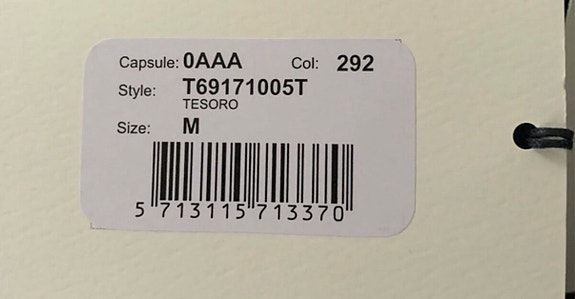 Capsule: 0AAA Col: 292
Style: T69171005T
TESORO
Size: M
5 713115 713370